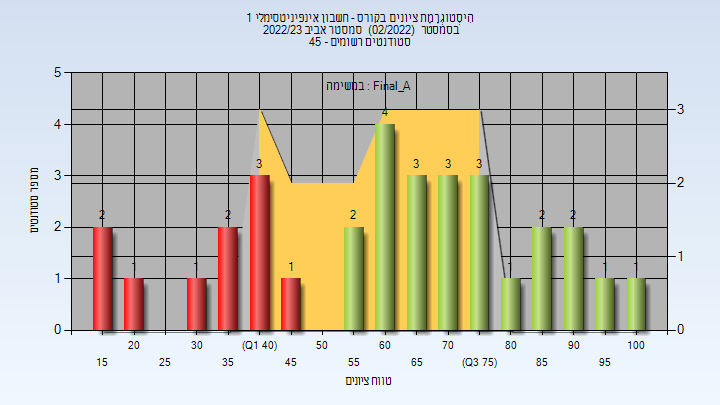 היסטוגרמת ציונים בקורס - חשבון אינפיניטסימלי 1
בסמסטר (02/2022) סמסטר אביב 2022/23
סטודנטים רשומים - 45
במשימה : Final_A
מספר סטודנטים
5
4
3
2
1
0
3
2
1
0
2 1 1 2 3 1 2 4 3 3 3 1 2 2 1 1
20 30 (Q1 40) 50 60 70 80 90 100
15 25 35 45 55 65 (Q3 75) 85 95
טווח ציונים